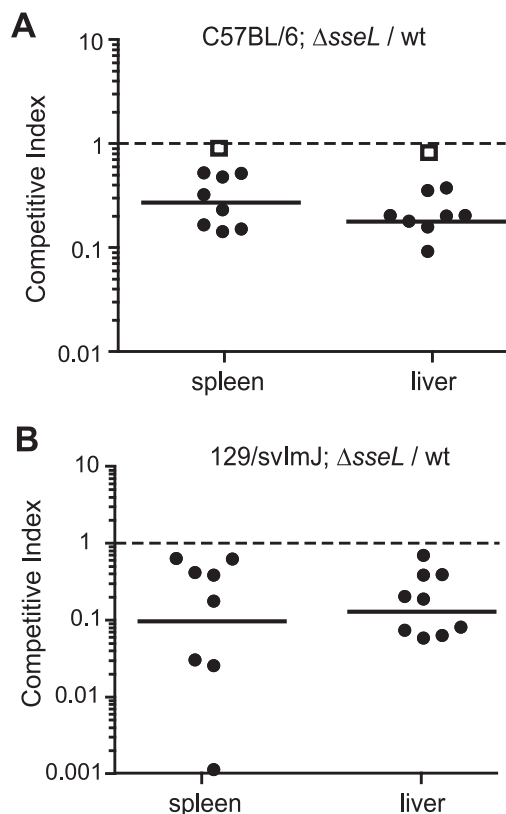 A
C57BL/6; ΔsseL / wt
10
1
0.1
0.01
Competitive Index
spleen
liver
B
129/svImJ; ΔsseL / wt
10
1
0.1
0.01
0.001
Competitive Index
spleen
liver